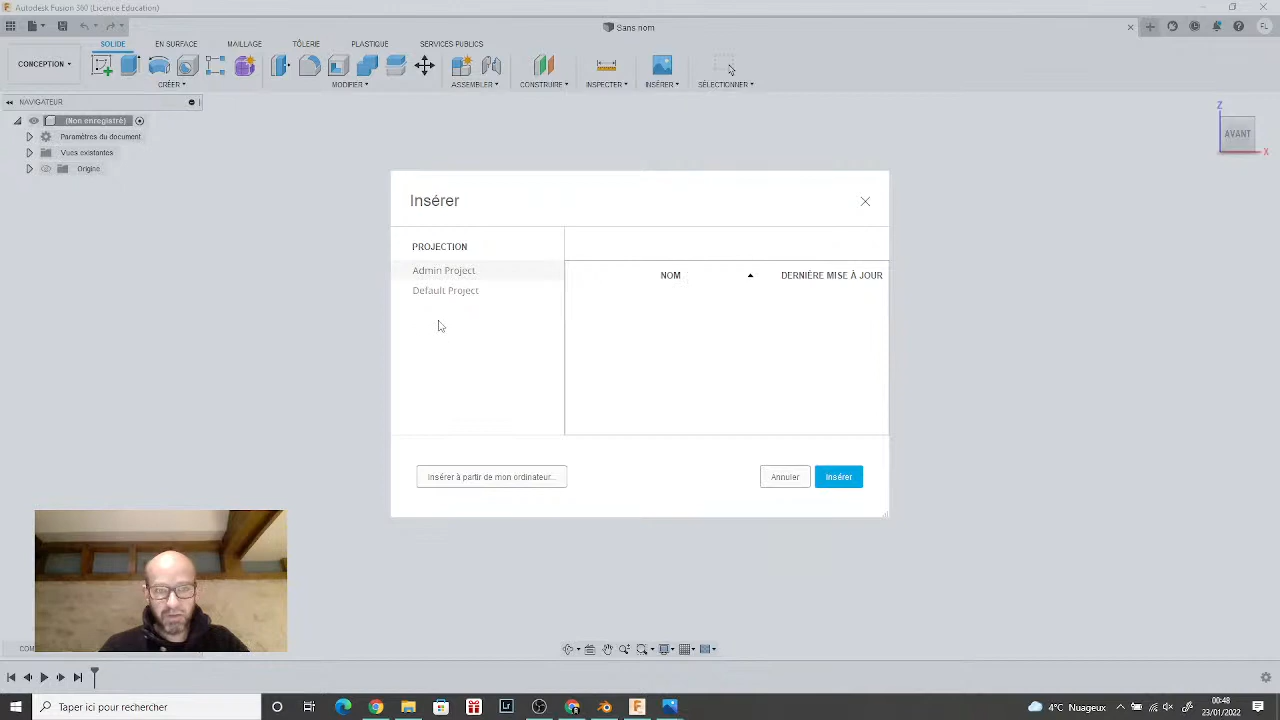 Autodesk Fusion 360 (Licence Éducation)
Sans nom
FL
SOLIDE EN SURFACE MAILLAGE TÔLERIE PLASTIQUE SERVICES PUBLICS
CONCEPTION
CRÉER MODIFIER ASSEMBLER CONSTRUIRE INSPECTER INSÉRER SÉLECTIONNER
NAVIGATEUR
(Non enregistré)
Paramètres du document
Vues existantes
Origine
Z
AVANT
X
Insérer
PROJECTION
Admin Project
Default Project
NOM
DERNIÈRE MISE À JOUR
Insérer à partir de mon ordinateur...
Annuler
Insérer
COM
Taper ici pour rechercher
4°C Nuageux
00:48
23/01/2022